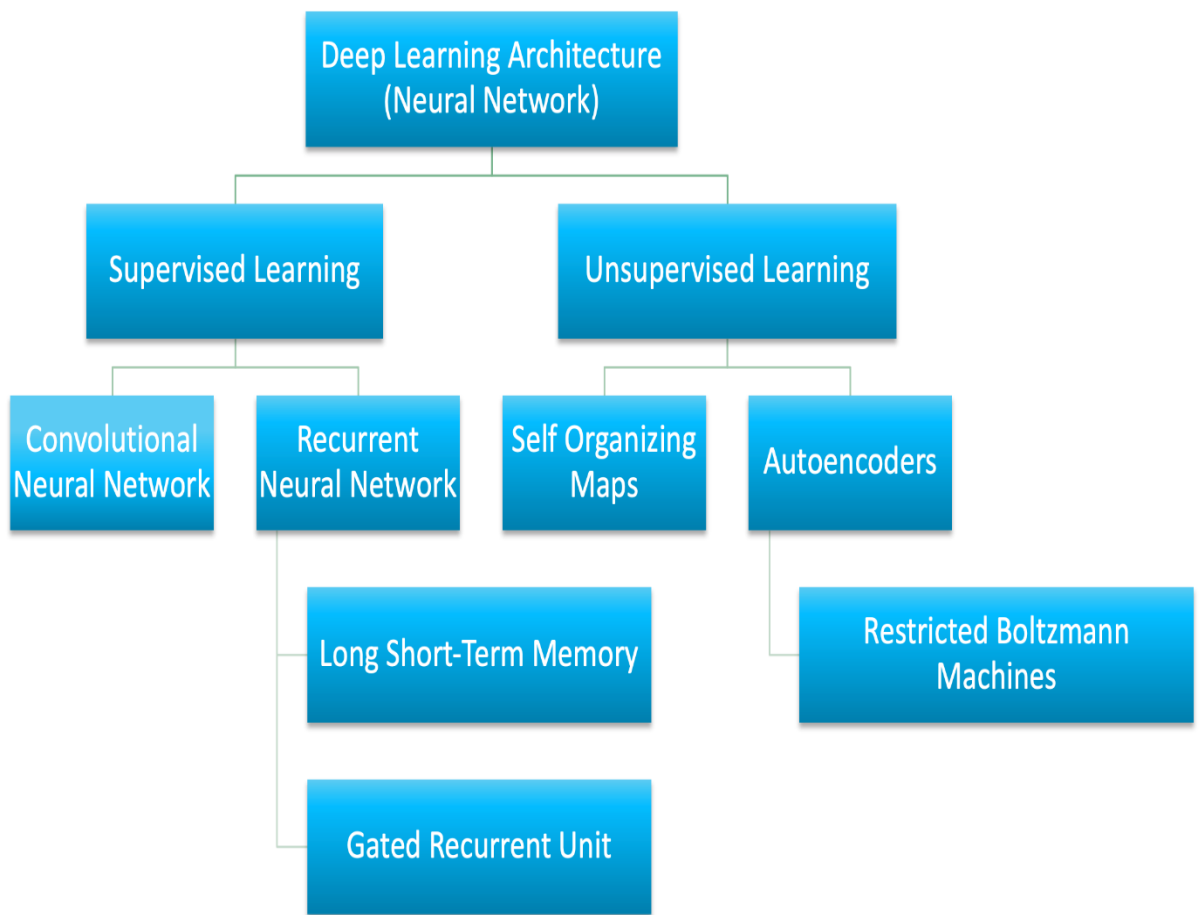 Deep Learning Architecture
(Neural Network)
Supervised Learning
Unsupervised Learning
Convolutional
Neural Network
Recurrent
Neural Network
Self Organizing
Maps
Autoencoders
Long Short-Term Memory
Restricted Boltzmann
Machines
Gated Recurrent Unit